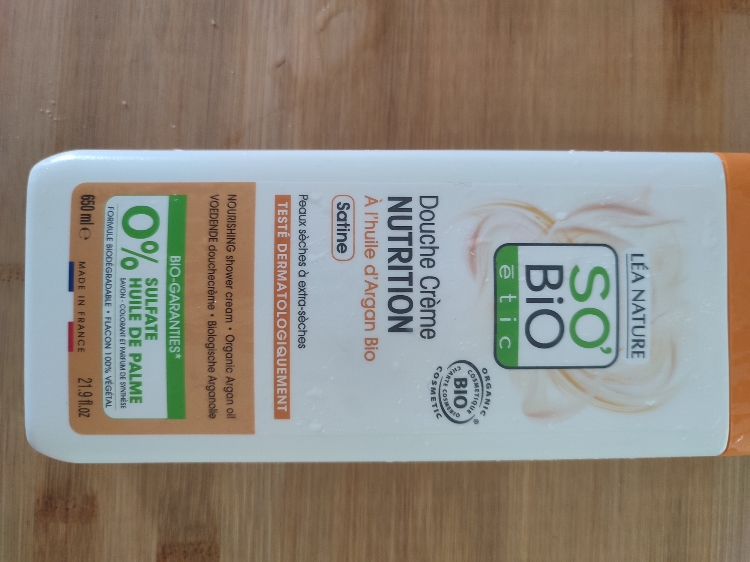 LÉA NATURE
SO'
BiO
étic
ORGANIC
COSMETIQUE
BIO
CHARTE COSMEBIO
COSMETIC
®
Douche Crème
NUTRITION
À l'huile d'Argan Bio
Satine
Peaux sèches à extra-sèches
TESTÉ DERMATOLOGIQUEMENT
NOURISHING shower cream • Organic Argan oil
VOEDENDE douchecrème • Biologische Arganolie
BIO-GARANTIES*
0% SULFATE
HUILE DE PALME
SAVON - COLORANT ET PARFUM DE SYNTHÈSE
FORMULE BIODÉGRADABLE • FLACON 100% VÉGÉTAL
650 ml e MADE IN FRANCE 21.9 fl.oz